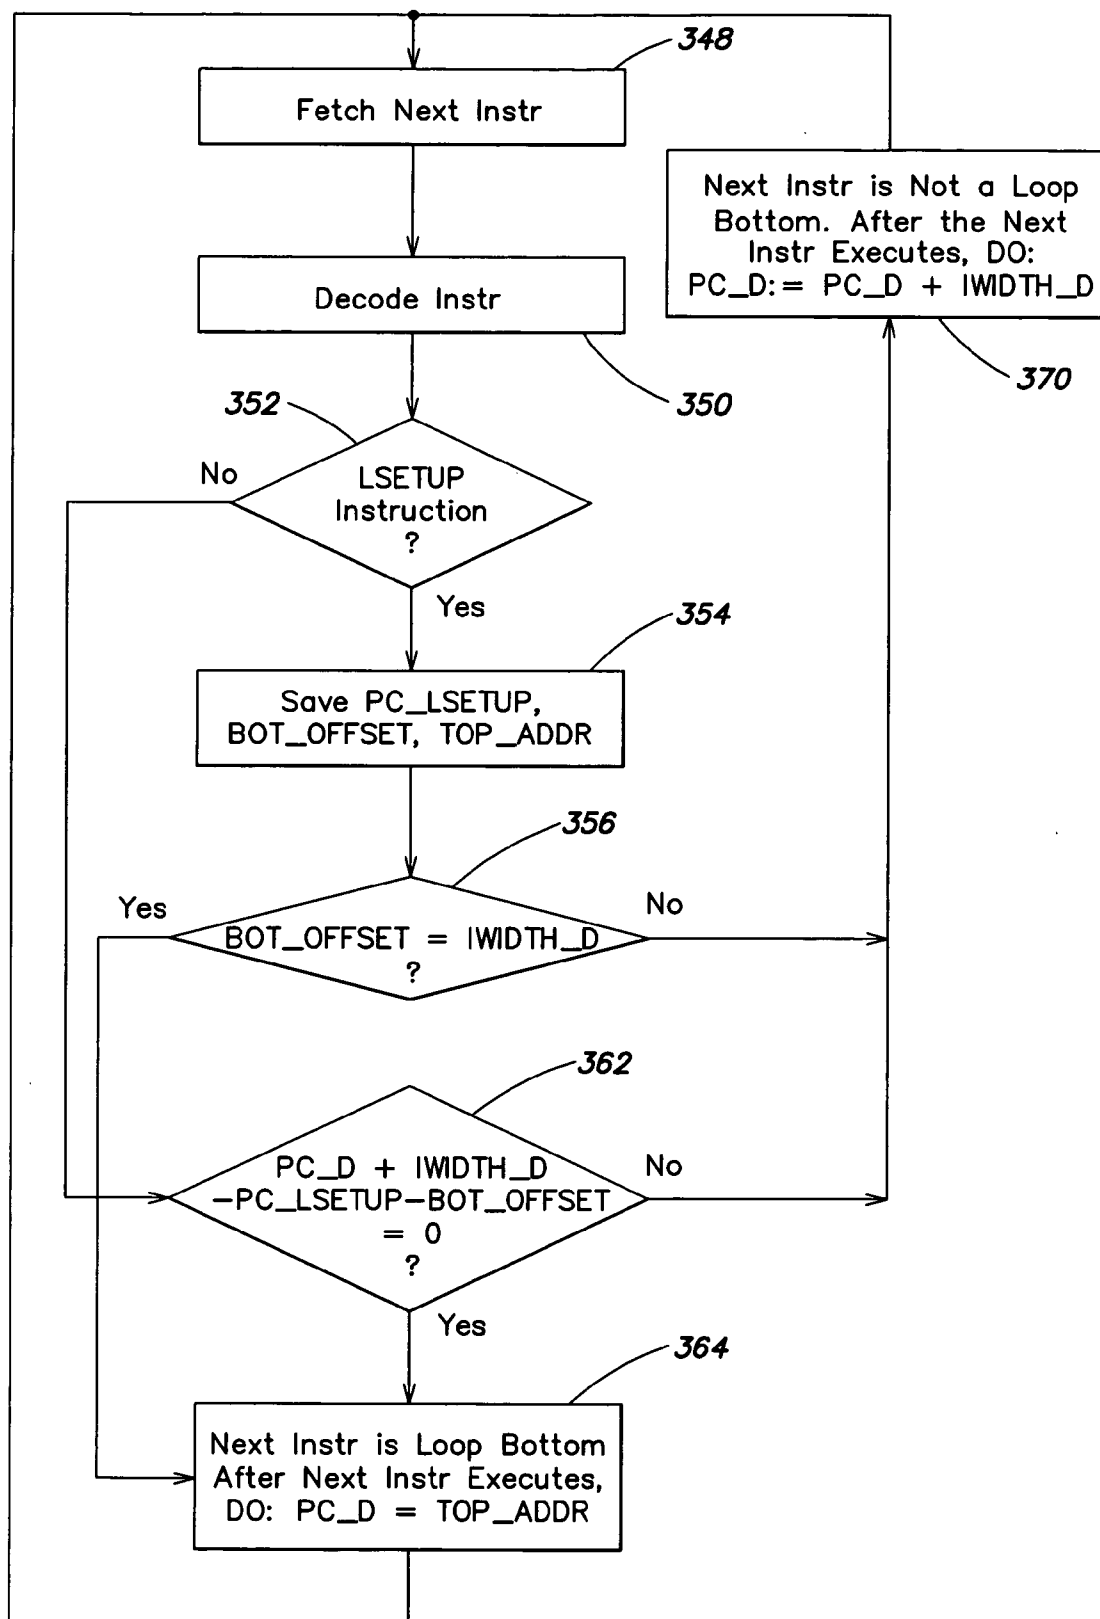 348
Fetch Next Instr
Next Instr is Not a Loop
Bottom. After the Next
Instr Executes, DO:
PC_D:= PC_D + IWIDTH_D
370
Decode Instr
350
352
No
LSETUP
Instruction
?
Yes
354
Save PC_LSETUP,
BOT_OFFSET, TOP_ADDR
356
Yes
No
BOT_OFFSET = IWIDTH_D
?
362
PC_D + IWIDTH_D
-PC_LSETUP-BOT_OFFSET
= 0
?
No
Yes
364
Next Instr is Loop Bottom
After Next Instr Executes,
DO: PC_D = TOP_ADDR